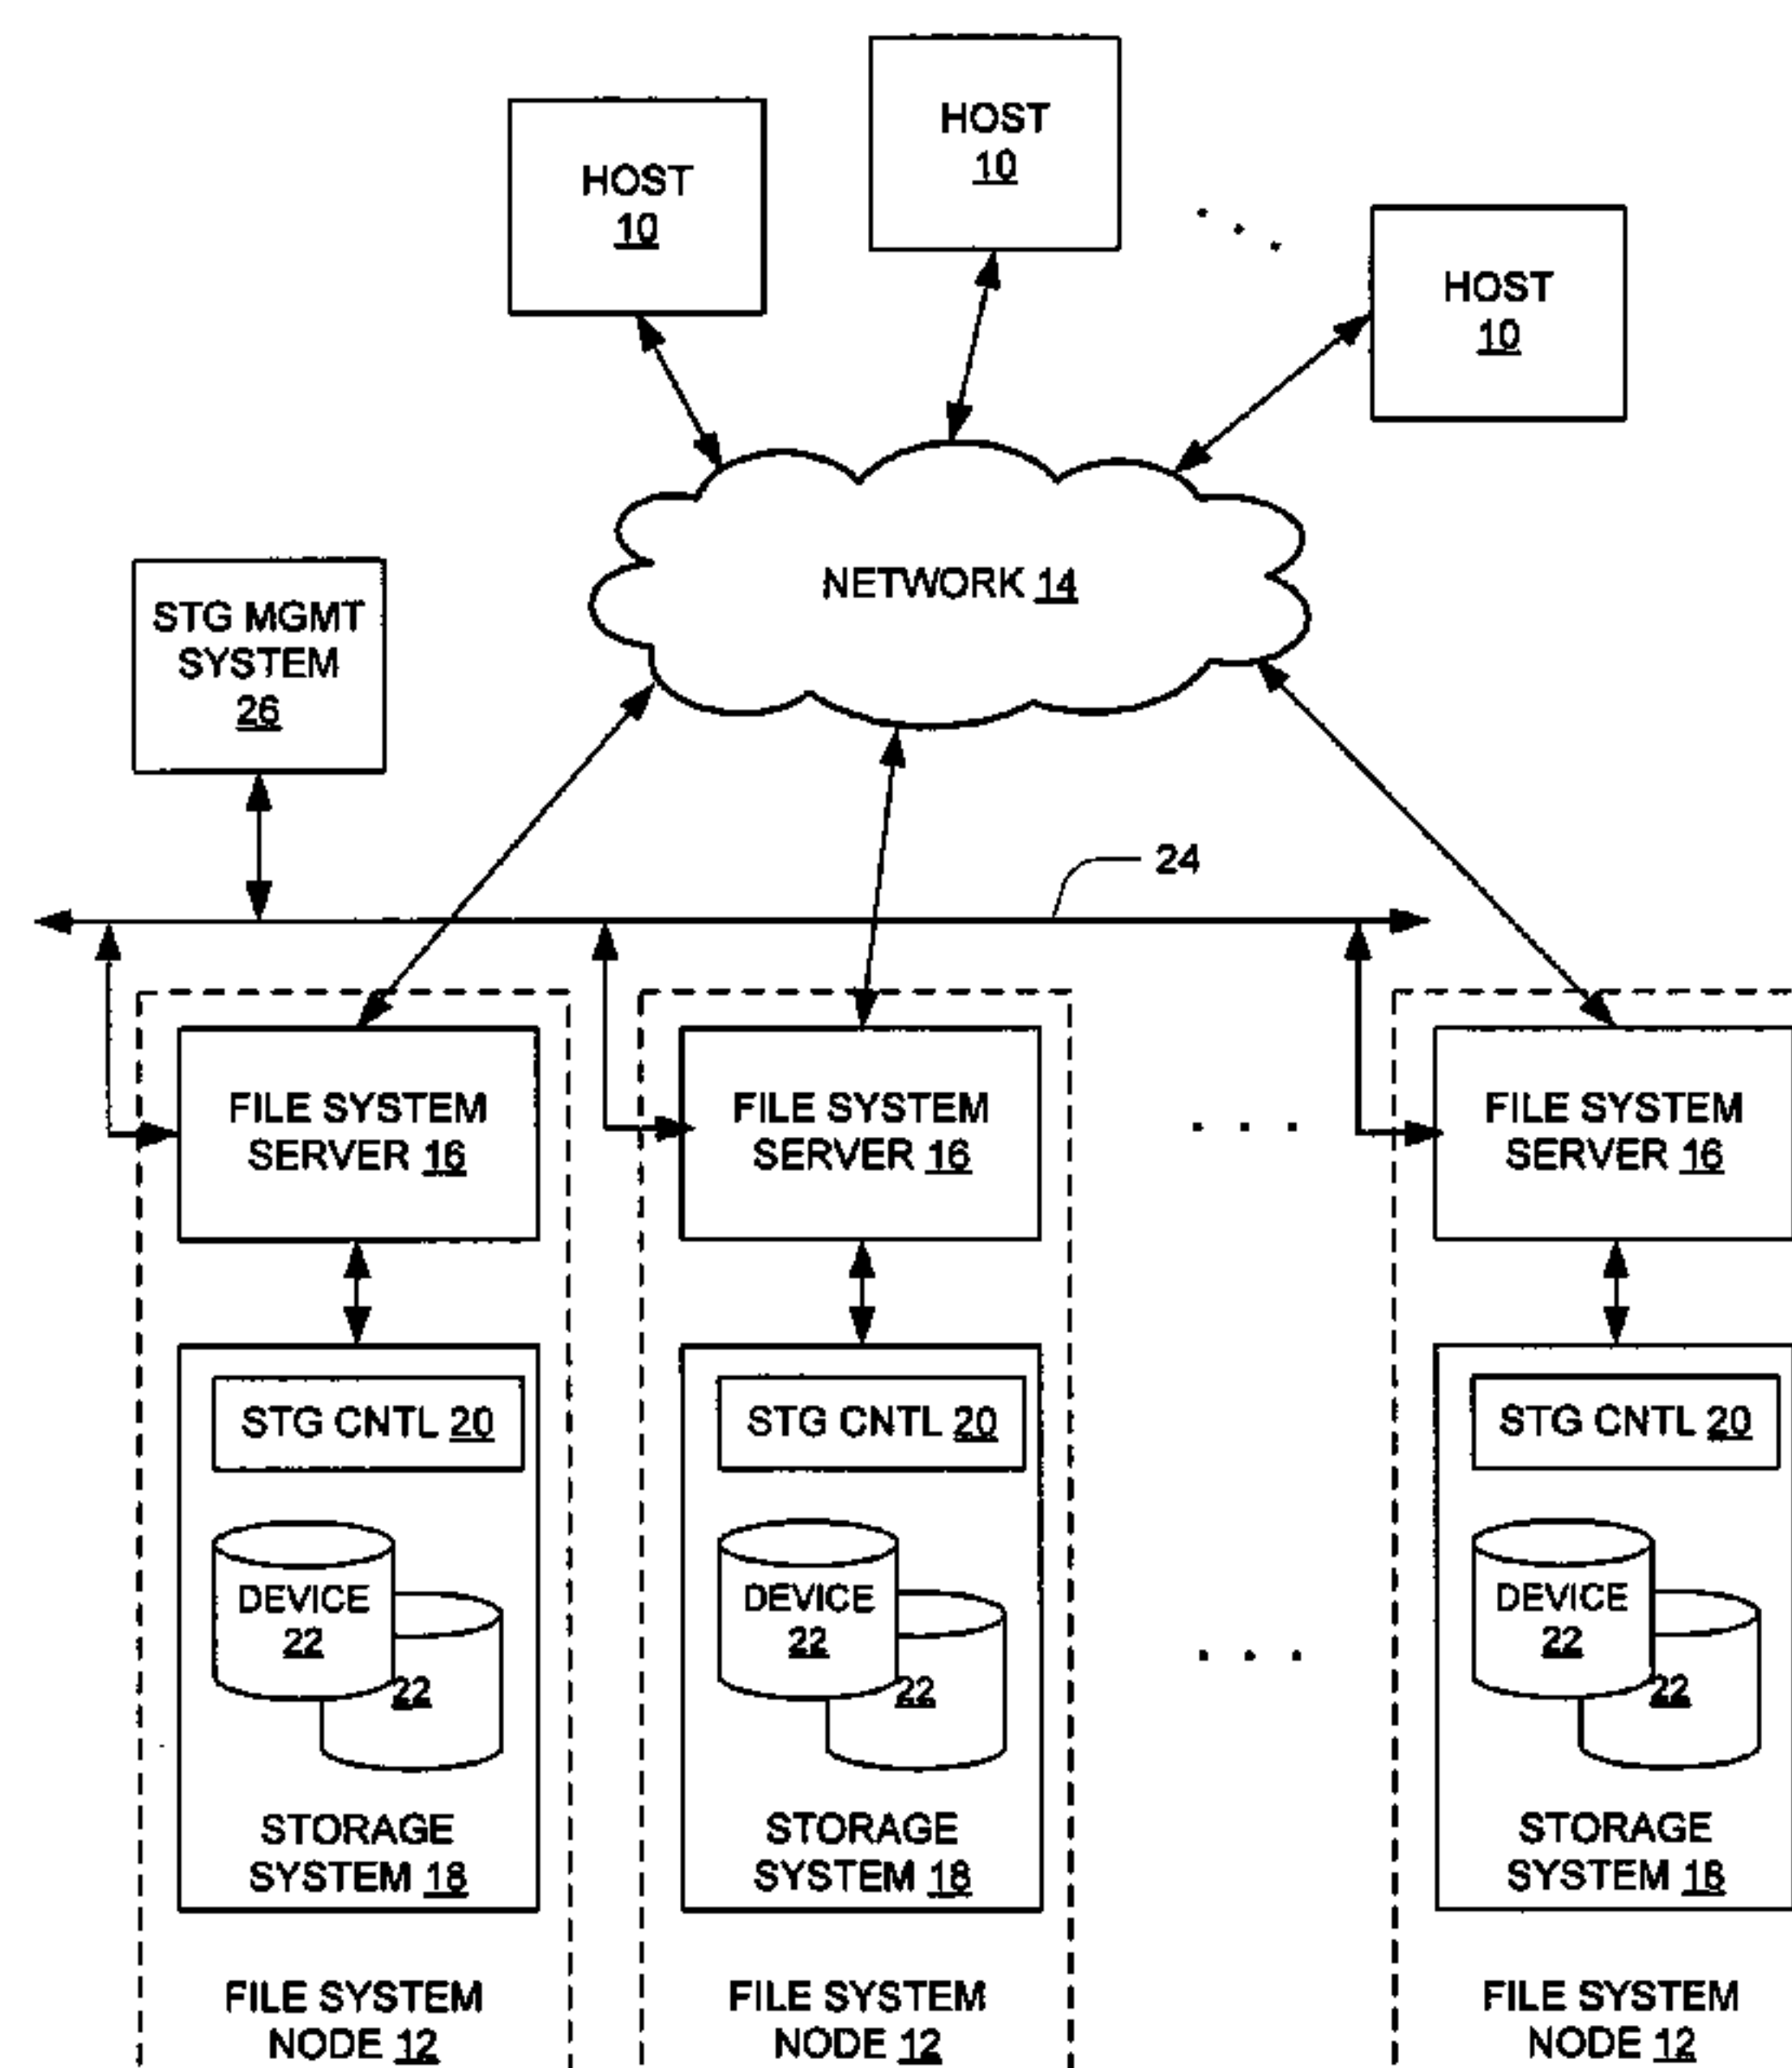 HOST
10
HOST
10
HOST
10
NETWORK 14
STG MGMT
SYSTEM
26
24
FILE SYSTEM
SERVER 16
FILE SYSTEM
SERVER 16
FILE SYSTEM
SERVER 16
STG CNTL 20
STG CNTL 20
STG CNTL 20
DEVICE
22
22
DEVICE
22
22
DEVICE
22
22
STORAGE
SYSTEM 18
STORAGE
SYSTEM 18
STORAGE
SYSTEM 18
FILE SYSTEM
NODE 12
FILE SYSTEM
NODE 12
FILE SYSTEM
NODE 12